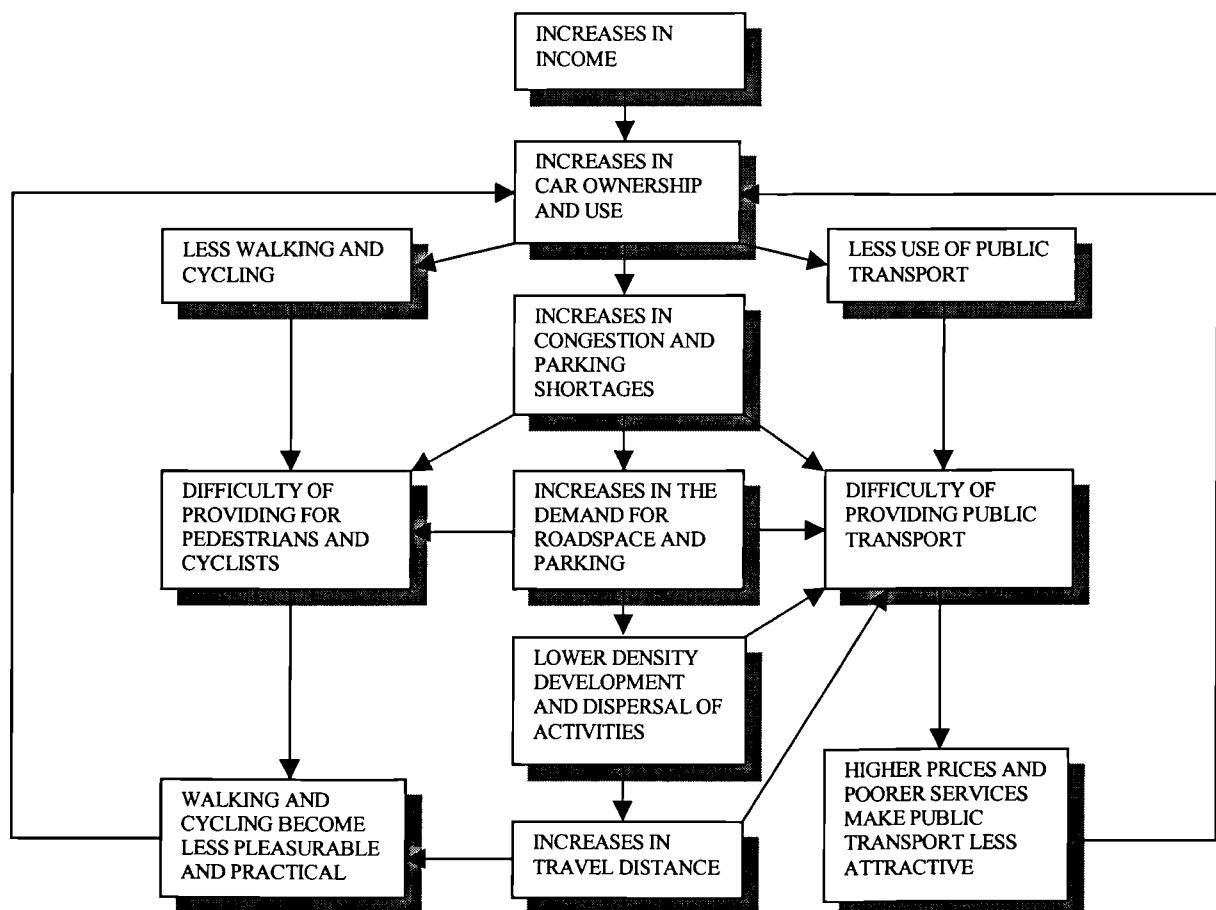 INCREASES IN
INCOME
INCREASES IN
CAR OWNERSHIP
AND USE
LESS WALKING AND
CYCLING
LESS USE OF PUBLIC
TRANSPORT
INCREASES IN
CONGESTION AND
PARKING
SHORTAGES
DIFFICULTY OF
PROVIDING FOR
PEDESTRIANS AND
CYCLISTS
INCREASES IN THE
DEMAND FOR
ROADSPACE AND
PARKING
DIFFICULTY OF
PROVIDING PUBLIC
TRANSPORT
LOWER DENSITY
DEVELOPMENT
AND DISPERSAL OF
ACTIVITIES
WALKING AND
CYCLING BECOME
LESS PLEASURABLE
AND PRACTICAL
INCREASES IN
TRAVEL DISTANCE
HIGHER PRICES AND
POORER SERVICES
MAKE PUBLIC
TRANSPORT LESS
ATTRACTIVE